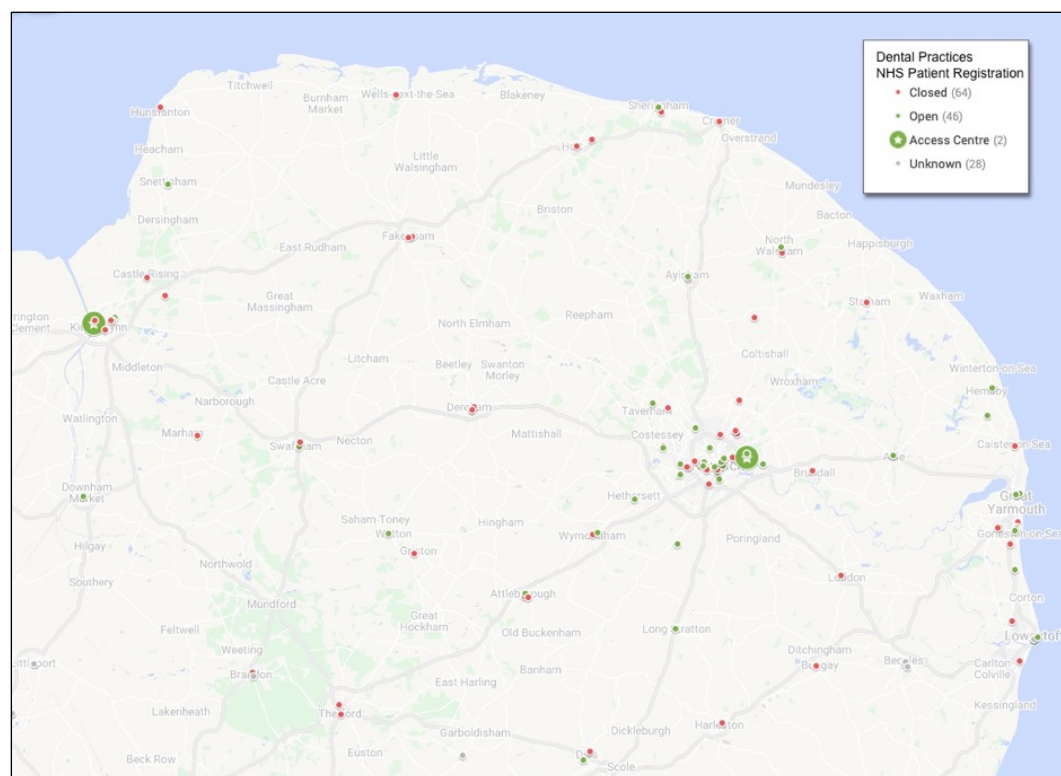 Dental Practices
NHS Patient Registration
Closed (64)
Open (46)
Access Centre (2)
Unknown (28)
Titchwell
Burnham
Market
Blakeney
Hunstanton
Heacham
Little
Walsingham
Cromer
Overstrand
Mundesley
Bacton
Snettisham
Dersingham
Briston
North
Walsham
Happisburgh
East Rudham
Fakenham
Castle Rising
Great
Massingham
Aylsham
Stalham
Waxham
North Elmham
Reepham
Middleton
Litcham
Beetley
Swanton
Morley
Coltishall
Winterton-on-Sea
Hemsby
Castle Acre
Narborough
Wroxham
Watlington
Dereham
Taverham
Marham
Necton
Mattishall
Costessey
Caister-on-Sea
Swaffham
Acle
Brundall
Downham
Market
Hethersett
Great
Yarmouth
Saham Toney
Watton
Hingham
Wymondham
Poringland
Gorleston-on-Sea
Hilgay
Northwold
Griston
Southery
Loddon
Mundford
Attleborough
Great
Hockham
Corton
Feltwell
Old Buckenham
Long Stratton
Lowestoft
Weeting
Brandon
Banham
Ditchingham
Bungay
Beccles
Carlton
Colville
East Harling
Kessingland
Lakenheath
Thetford
Garboldisham
Dickleburgh
Harleston
Beck Row
Euston
Diss
Scole